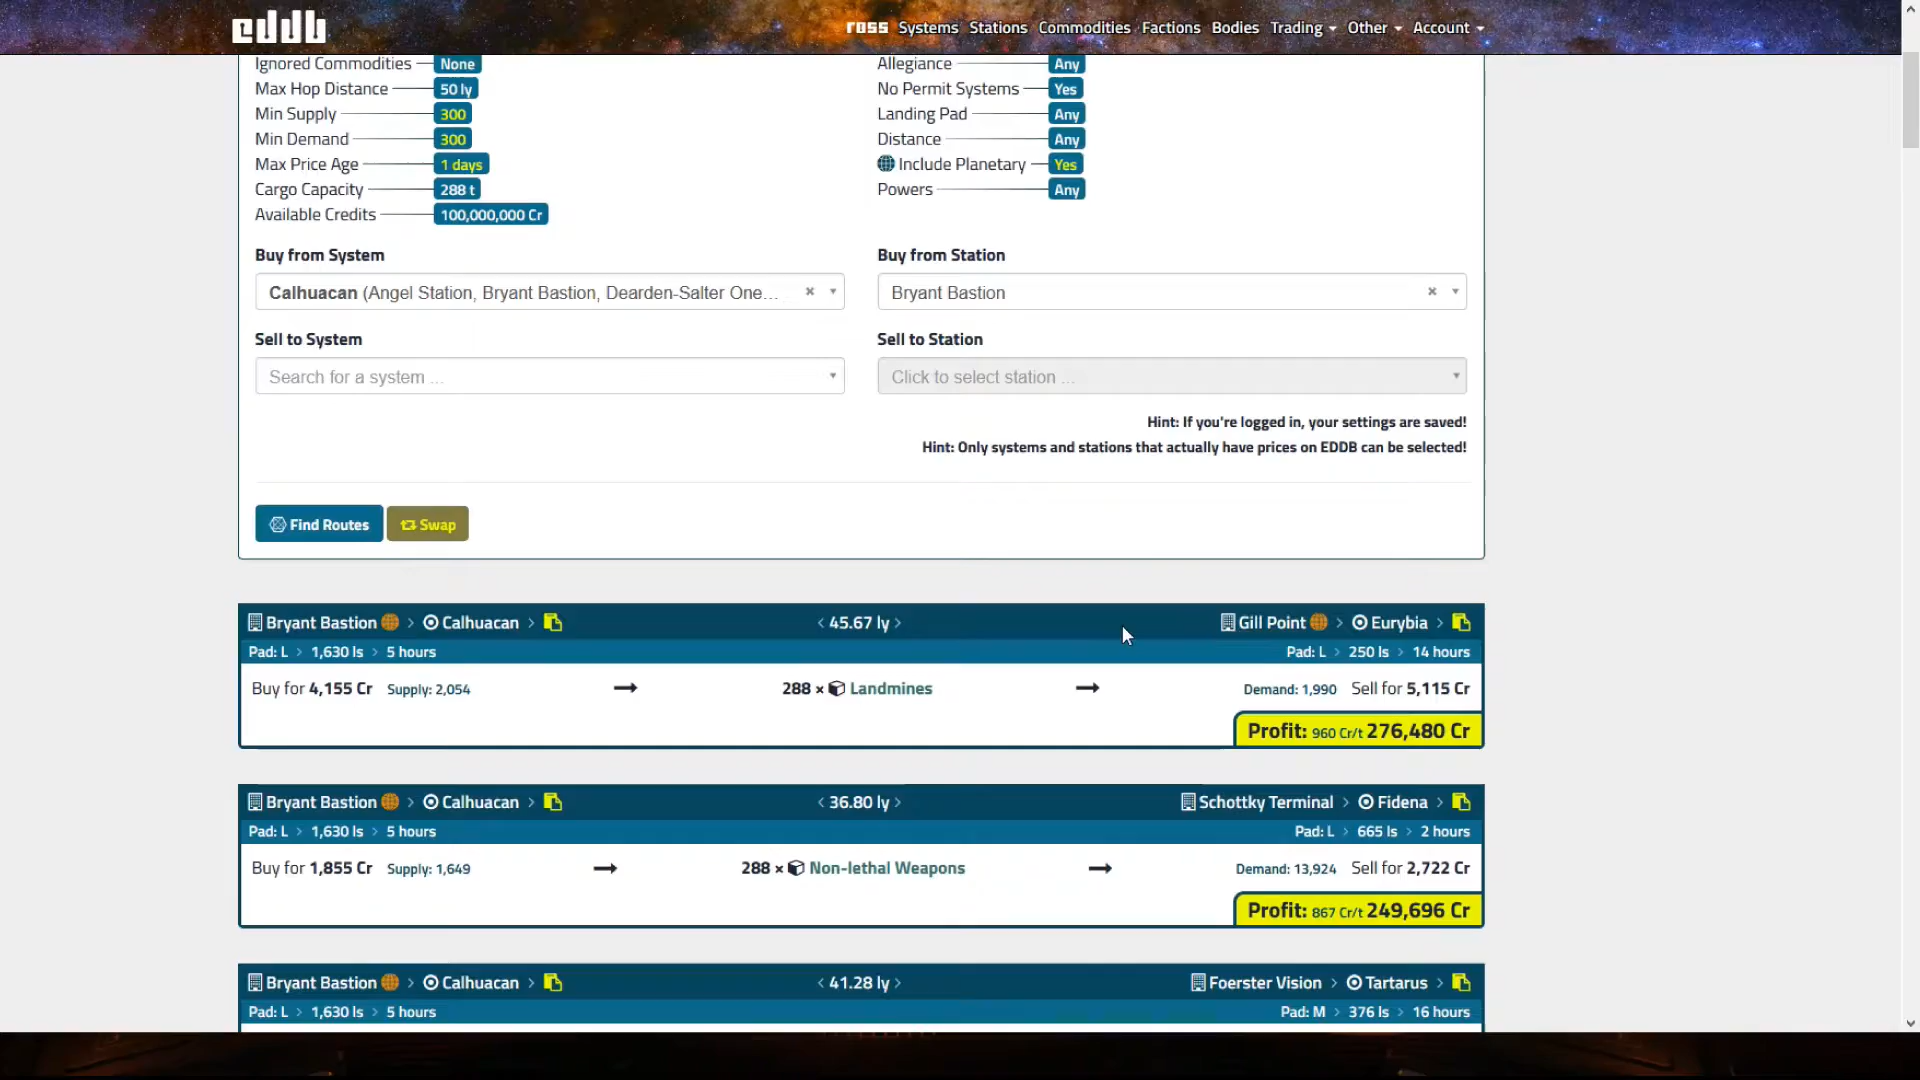 eddb
ross Systems Stations Commodities Factions Bodies Trading Other Account
Ignored Commodities None
Allegiance Any
Max Hop Distance 50 ly
No Permit Systems Yes
Min Supply 300
Landing Pad Any
Min Demand 300
Distance Any
Max Price Age 1 days
Include Planetary Yes
Cargo Capacity 288 t
Powers Any
Available Credits 100,000,000 Cr
Buy from System
Buy from Station
Calhuacan (Angel Station, Bryant Bastion, Dearden-Salter One... ×
Bryant Bastion ×
Sell to System
Sell to Station
Search for a system ...
Click to select station ...
Hint: If you're logged in, your settings are saved!
Hint: Only systems and stations that actually have prices on EDDB can be selected!
Find Routes Swap
Bryant Bastion > Calhuacan > < 45.67 ly > Gill Point > Eurybia >
Pad: L > 1,630 ls > 5 hours Pad: L > 250 ls > 14 hours
Buy for 4,155 Cr Supply: 2,054 → 288 × Landmines → Demand: 1,990 Sell for 5,115 Cr
Profit: 960 Cr/t 276,480 Cr
Bryant Bastion > Calhuacan > < 36.80 ly > Schottky Terminal > Fidena >
Pad: L > 1,630 ls > 5 hours Pad: L > 665 ls > 2 hours
Buy for 1,855 Cr Supply: 1,649 → 288 × Non-lethal Weapons → Demand: 13,924 Sell for 2,722 Cr
Profit: 867 Cr/t 249,696 Cr
Bryant Bastion > Calhuacan > < 41.28 ly > Foerster Vision > Tartarus >
Pad: L > 1,630 ls > 5 hours Pad: M > 376 ls > 16 hours